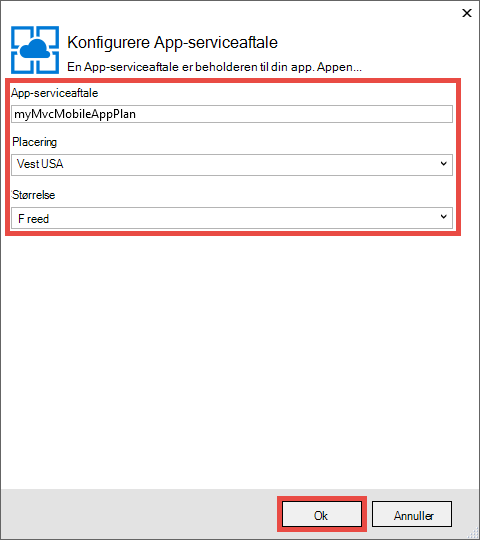 Konfigurere App-serviceaftale
En App-serviceaftale er beholderen til din app. Appen...
App-serviceaftale
myMvcMobileAppPlan
Placering
Vest USA
Størrelse
F reed
Ok
Annuller